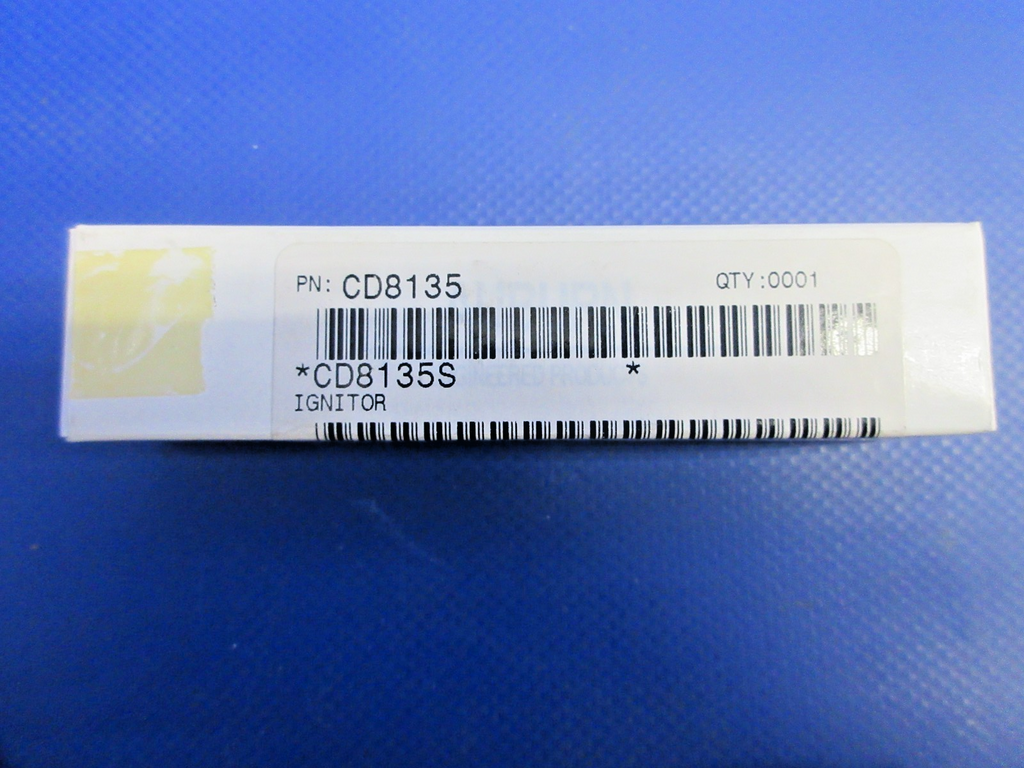 PN: CD8135 QTY:0001
*CD8135S *
IGNITOR